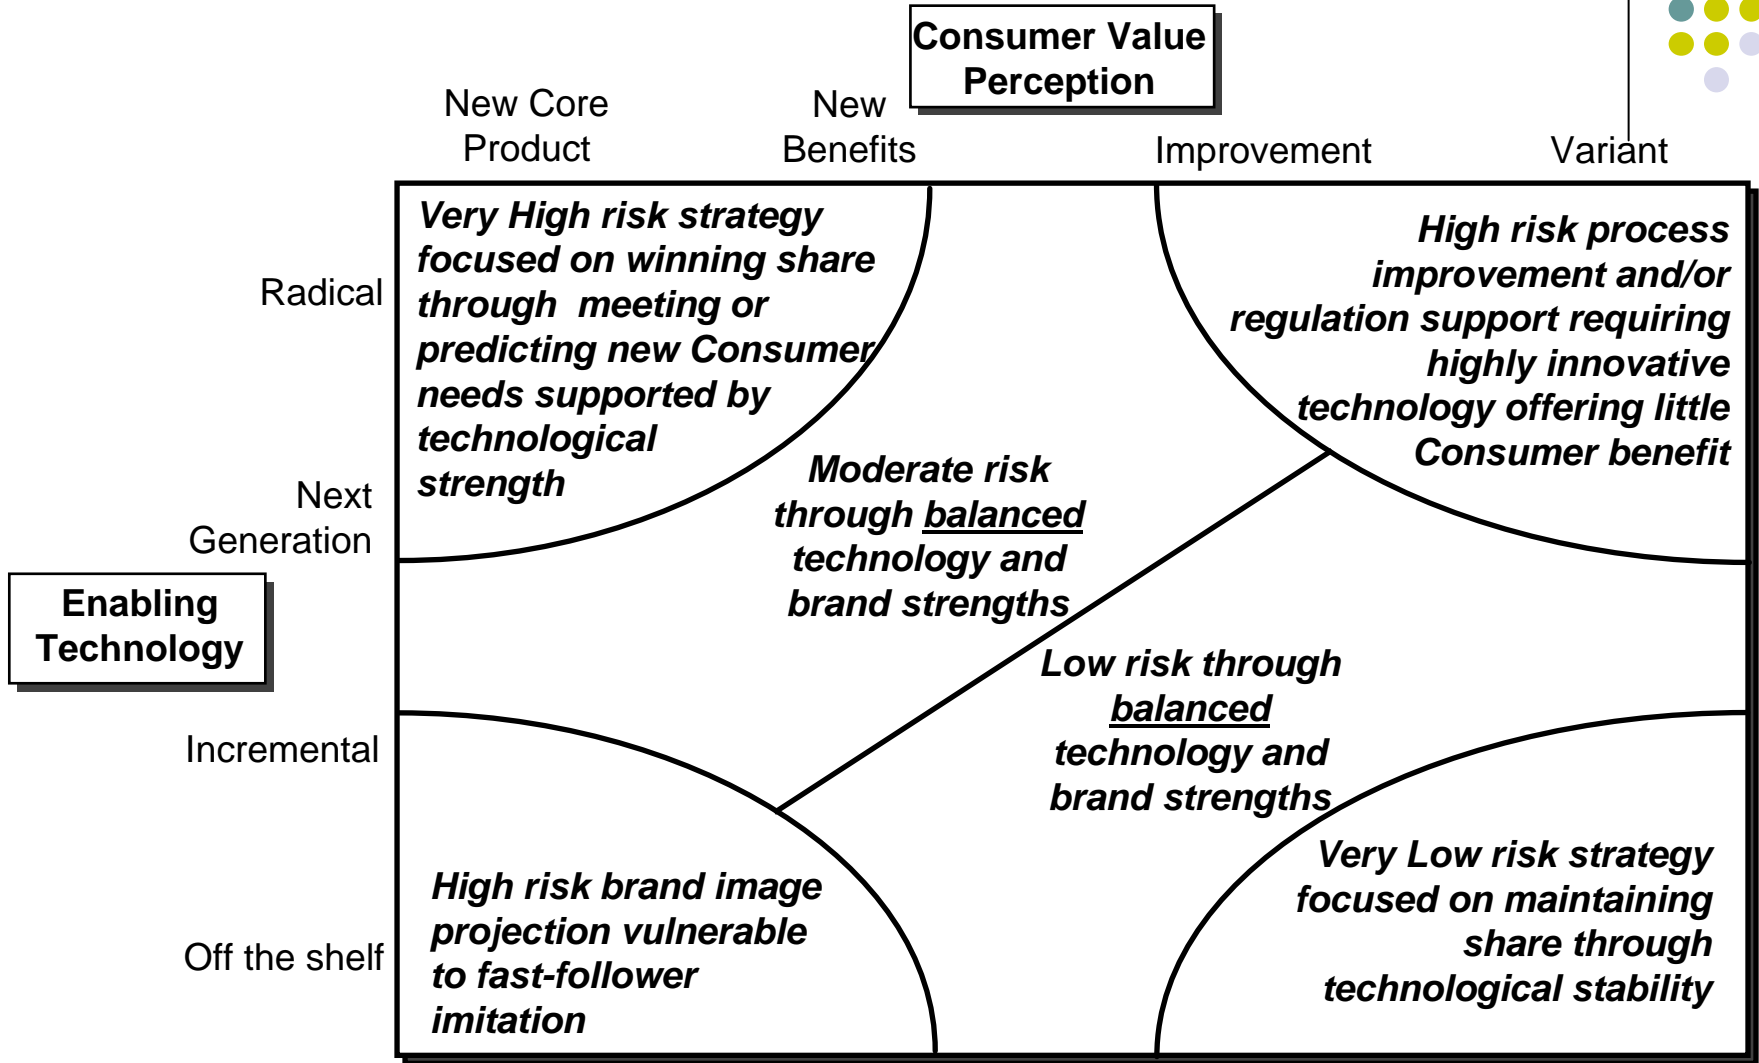 Consumer Value
Perception
New Core
Product
New
Benefits
Improvement
Variant
Enabling
Technology
Radical
Next
Generation
Incremental
Off the shelf
Very High risk strategy
focused on winning share
through  meeting or
predicting new Consumer
needs supported by
technological
strength
High risk process
improvement and/or
regulation support requiring
highly innovative
technology offering little
Consumer benefit
Moderate risk
through balanced
technology and
brand strengths
Low risk through
balanced
technology and
brand strengths
High risk brand image
projection vulnerable
to fast-follower
imitation
Very Low risk strategy
focused on maintaining
share through
technological stability